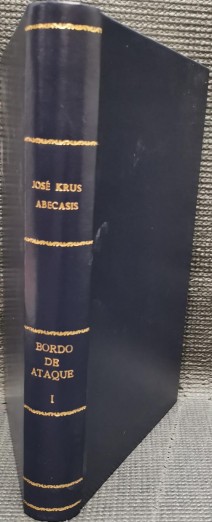 JOSÉ KRUS
ABECASIS
BORDO
DE
ATAQUE
I